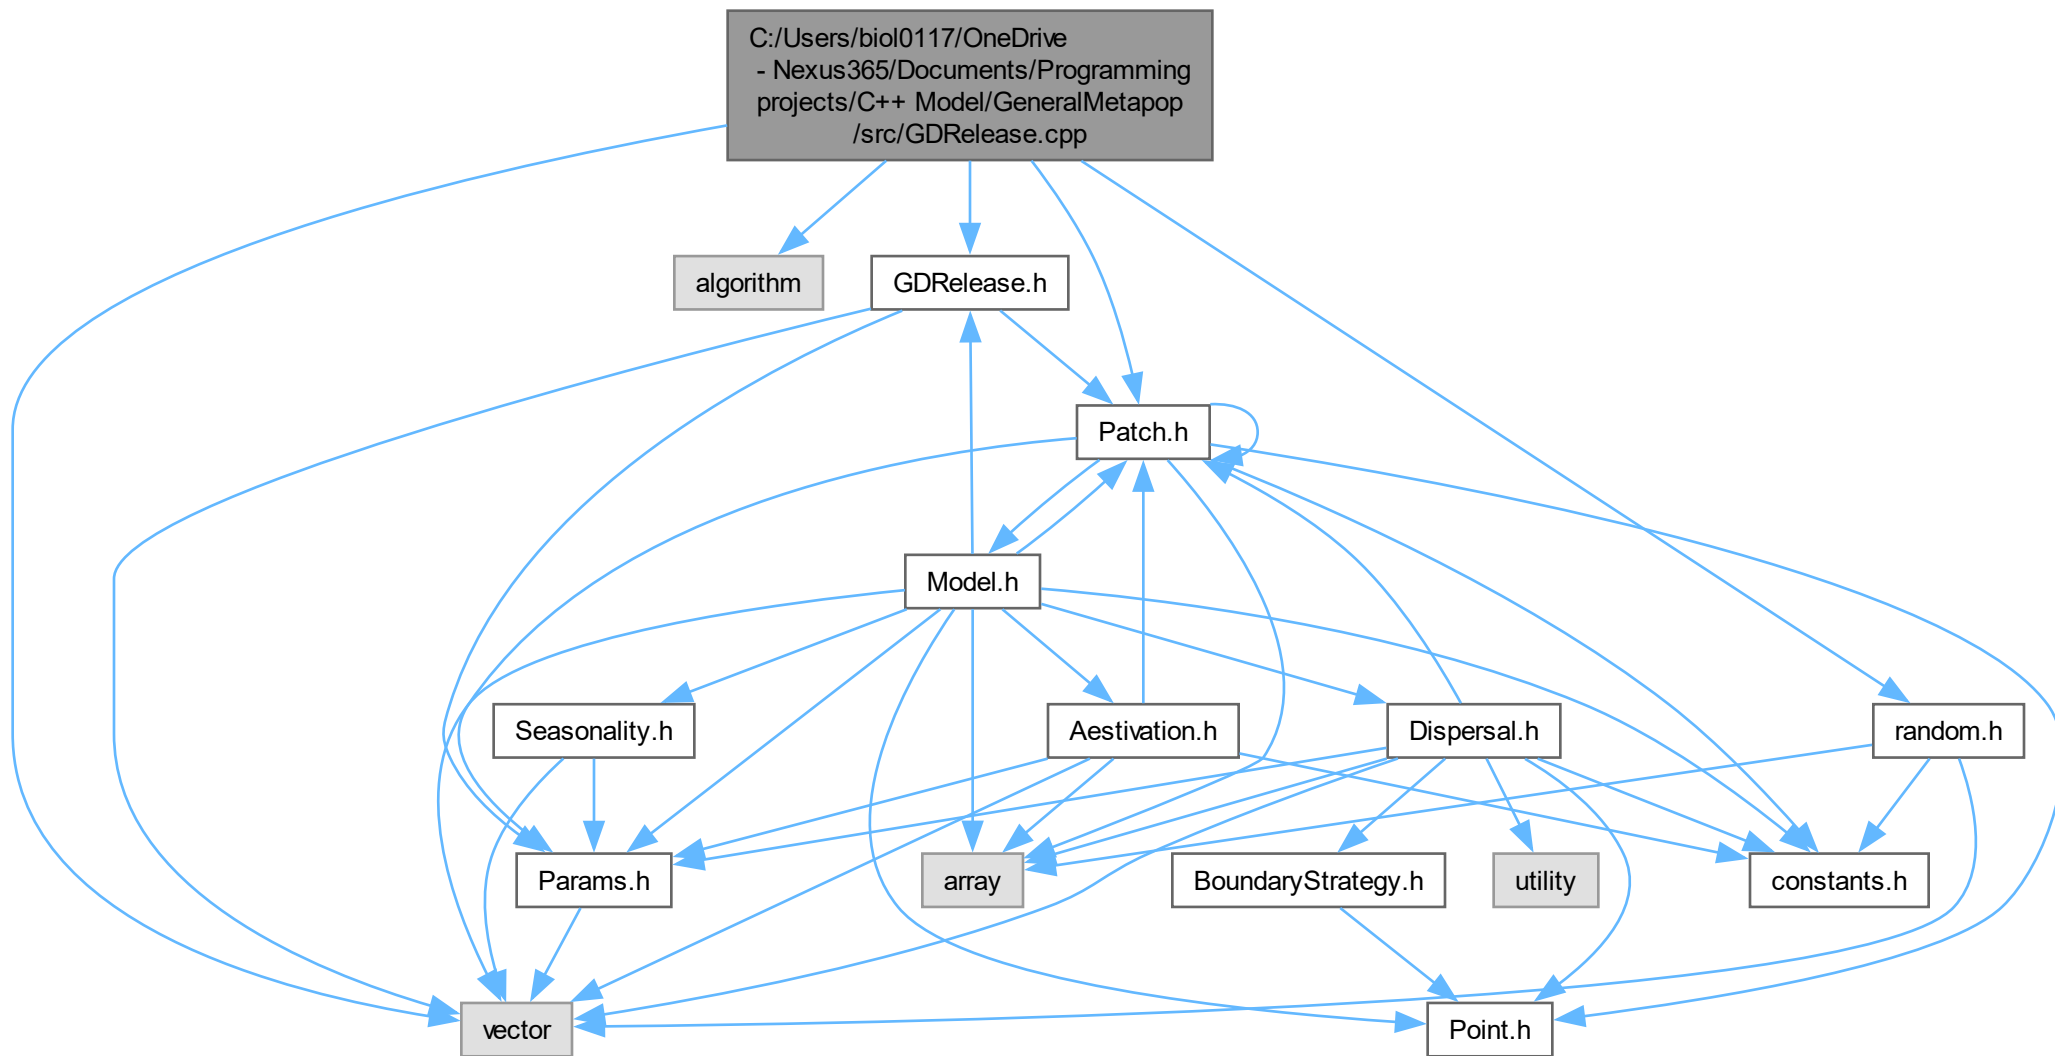 C:/Users/biol0117/OneDrive
- Nexus365/Documents/Programming
projects/C++ Model/GeneralMetapop
/src/GDRelease.cpp
algorithm
GDRelease.h
Patch.h
Model.h
Seasonality.h
Aestivation.h
Dispersal.h
random.h
Params.h
array
BoundaryStrategy.h
utility
constants.h
vector
Point.h